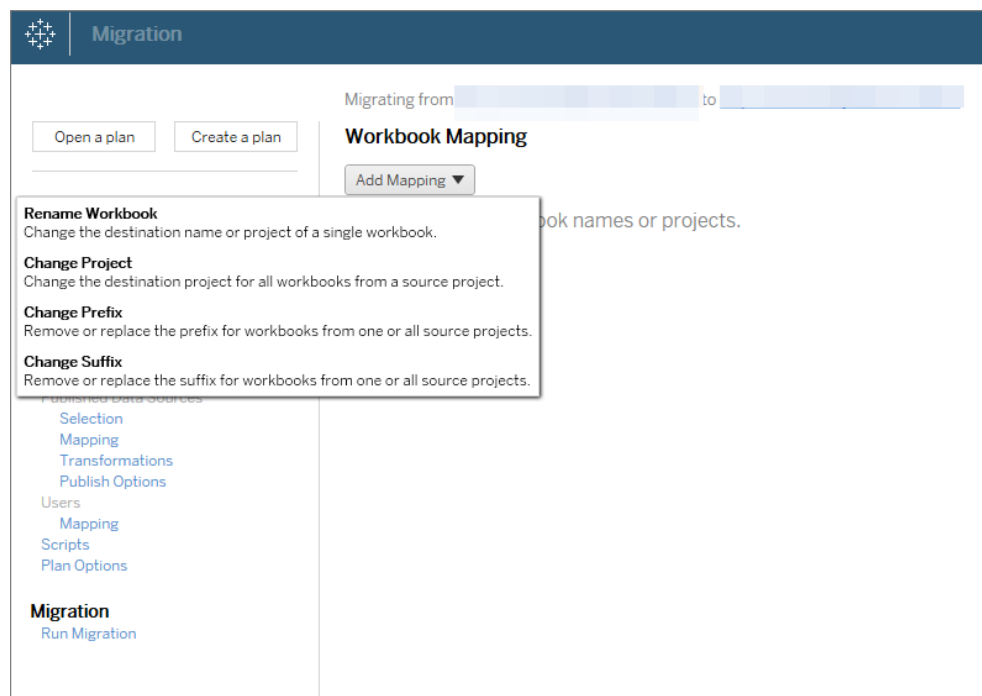 Migration
Migrating from to
Open a plan
Create a plan
Workbook Mapping
Add Mapping ▼
Rename Workbook
Change the destination name or project of a single workbook.
ook names or projects.
Change Project
Change the destination project for all workbooks from a source project.
Change Prefix
Remove or replace the prefix for workbooks from one or all source projects.
Change Suffix
Remove or replace the suffix for workbooks from one or all source projects.
Published Data Sources
Selection
Mapping
Transformations
Publish Options
Users
Mapping
Scripts
Plan Options
Migration
Run Migration